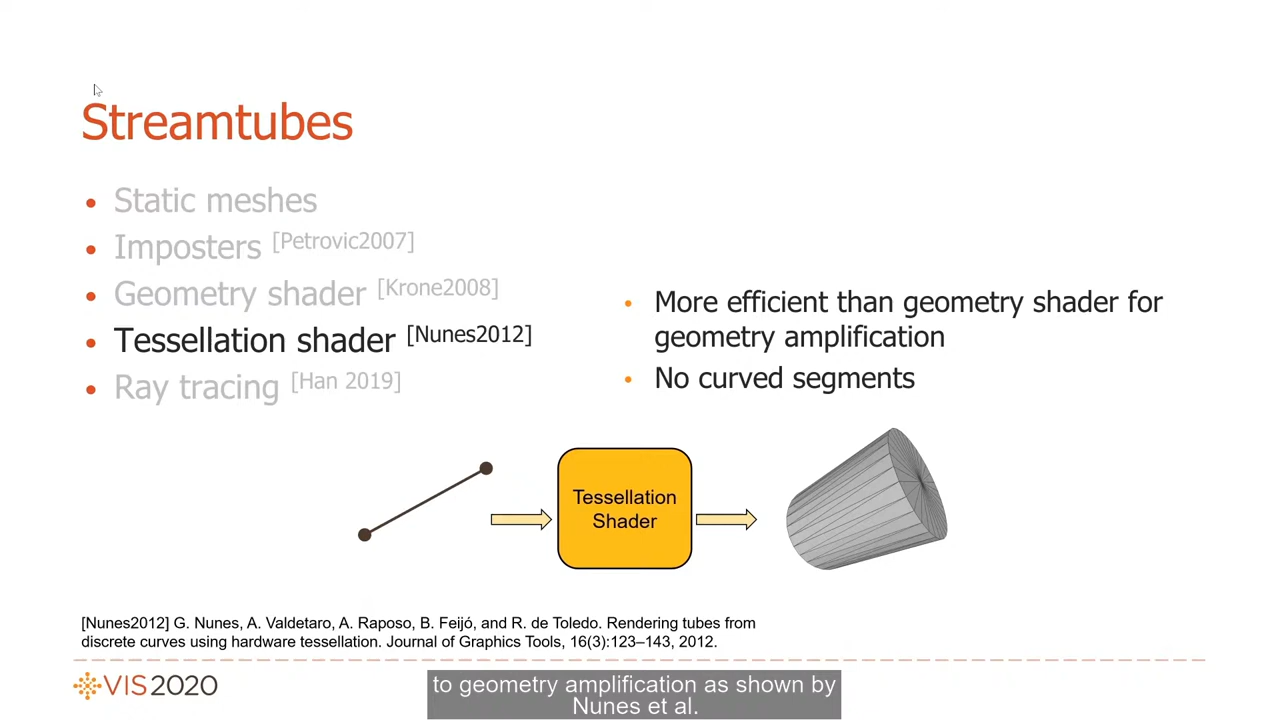 Streamtubes
• Static meshes
• Imposters [Petrovic2007]
• Geometry shader [Krone2008]
• Tessellation shader [Nunes2012]
• Ray tracing [Han 2019]
• More efficient than geometry shader for
geometry amplification
• No curved segments
Tessellation
Shader
[Nunes2012] G. Nunes, A. Valdetaro, A. Raposo, B. Feijó, and R. de Toledo. Rendering tubes from
discrete curves using hardware tessellation. Journal of Graphics Tools, 16(3):123–143, 2012.
VIS2020
to geometry amplification as shown by
Nunes et al.